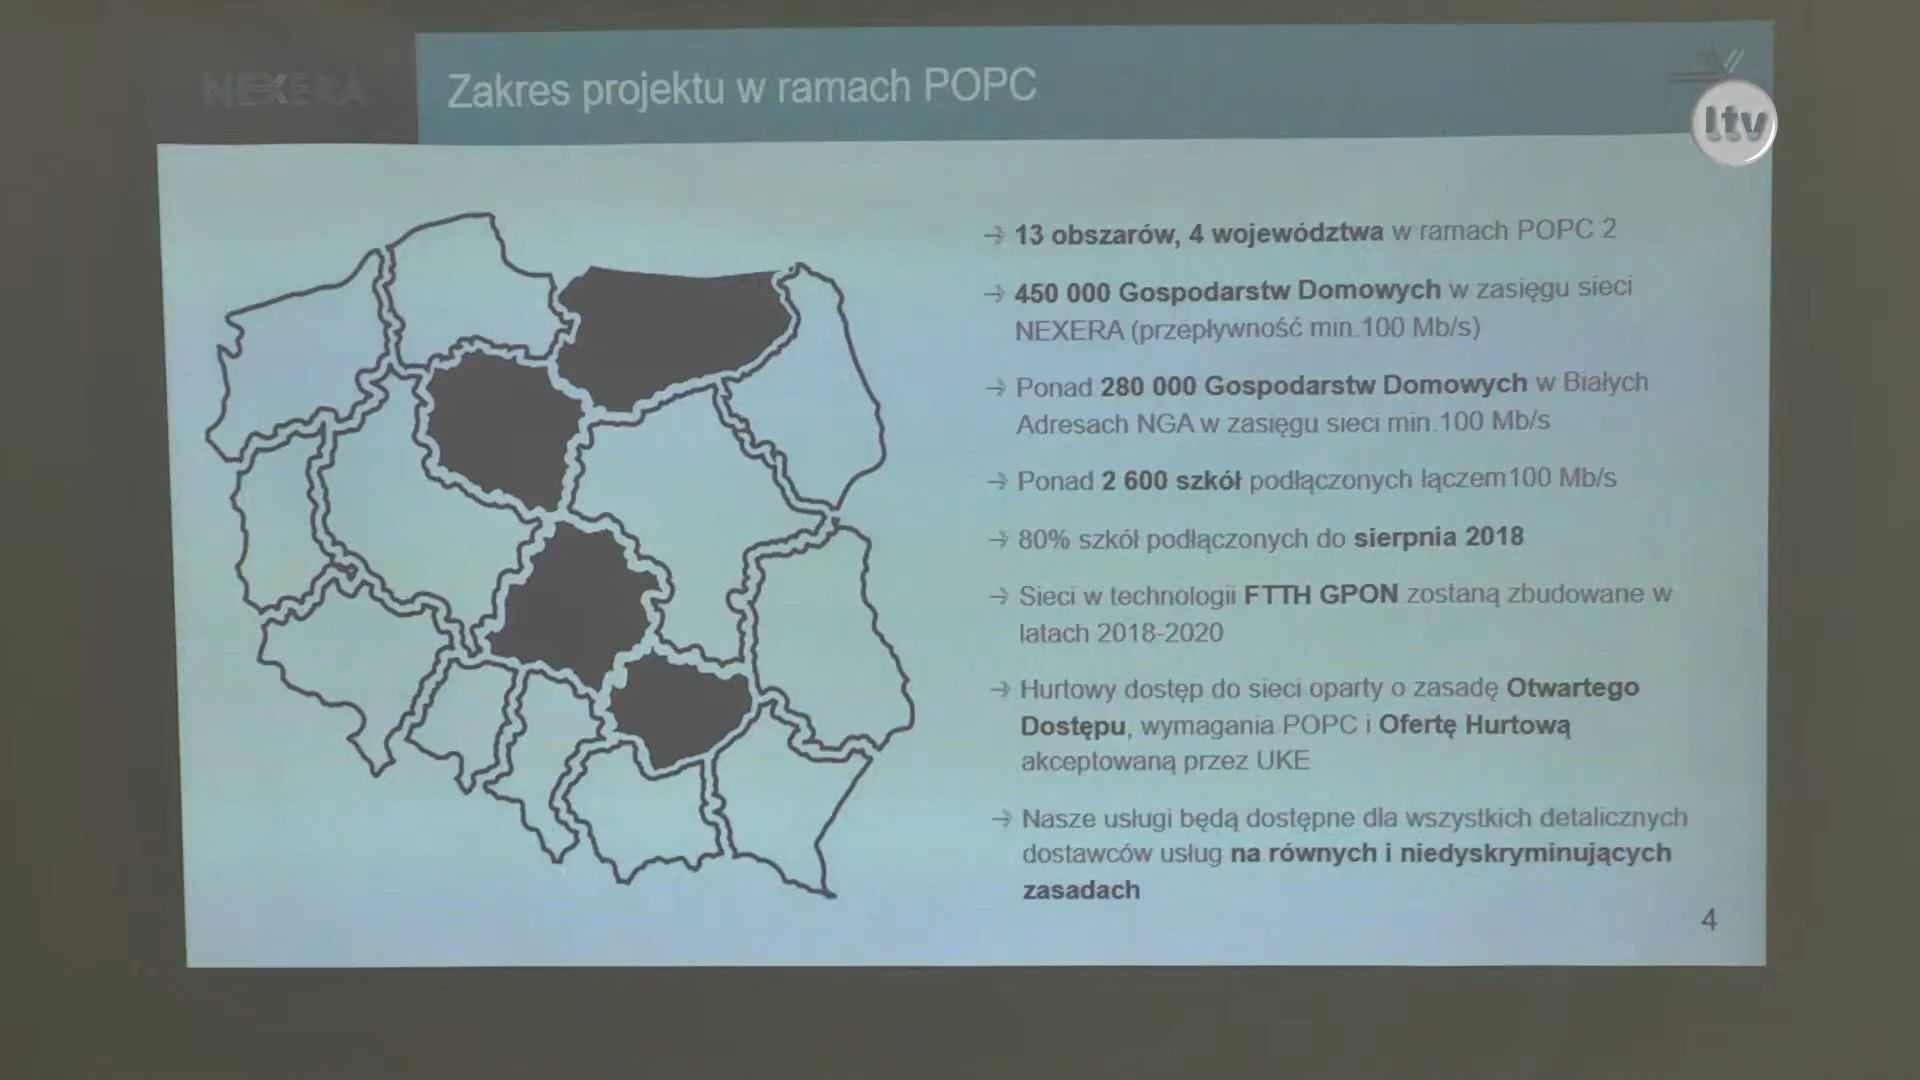 NEXERA
Zakres projektu w ramach POPC
ltv
→ 13 obszarów, 4 województwa w ramach POPC 2
→ 450 000 Gospodarstw Domowych w zasięgu sieci
NEXERA (przepływność min.100 Mb/s)
→ Ponad 280 000 Gospodarstw Domowych w Białych
Adresach NGA w zasięgu sieci min.100 Mb/s
→ Ponad 2 600 szkół podłączonych łączem100 Mb/s
→ 80% szkół podłączonych do sierpnia 2018
→ Sieci w technologii FTTH GPON zostaną zbudowane w
latach 2018-2020
→ Hurtowy dostęp do sieci oparty o zasadę Otwartego
Dostępu, wymagania POPC i Ofertę Hurtową
akceptowaną przez UKE
→ Nasze usługi będą dostępne dla wszystkich detalicznych
dostawców usług na równych i niedyskryminujących
zasadach
4